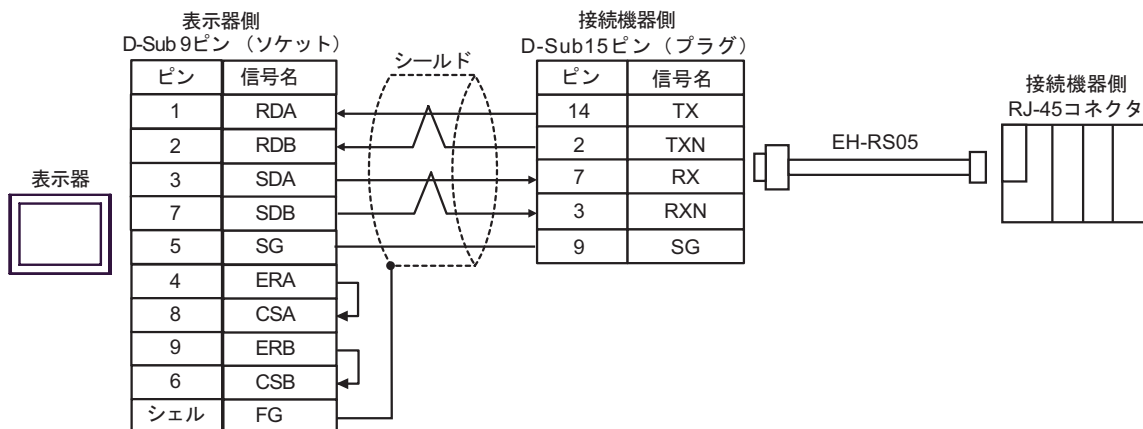 表示器側
D-Sub 9ピン （ソケット）
接続機器側
D-Sub15ピン（プラグ）
シールド
接続機器側
RJ-45コネクタ
表示器
EH-RS05
ピン 信号名
1 RDA
2 RDB
3 SDA
7 SDB
5 SG
4 ERA
8 CSA
9 ERB
6 CSB
シェル FG
ピン 信号名
14 TX
2 TXN
7 RX
3 RXN
9 SG